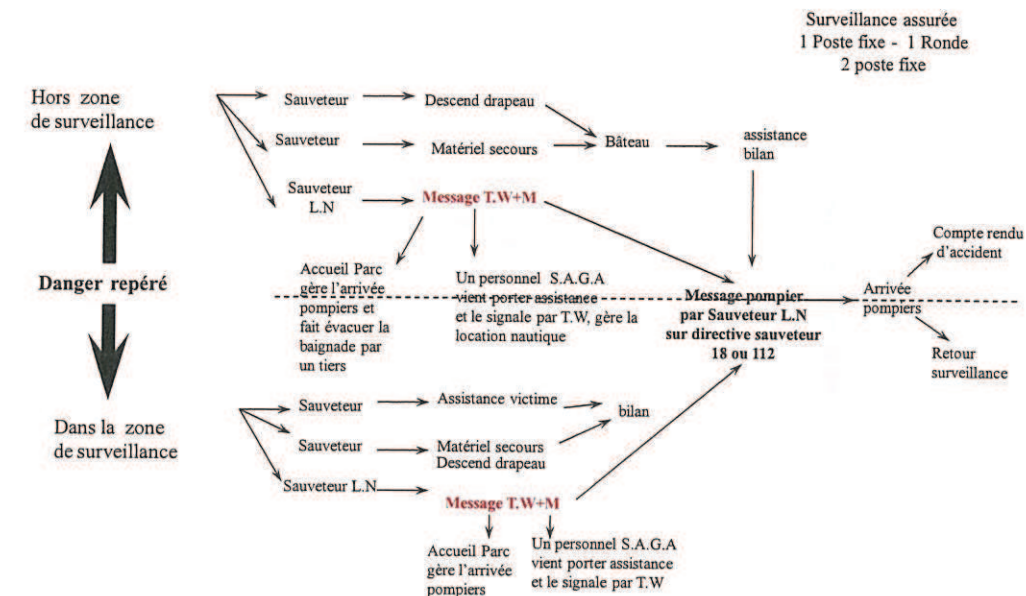 Surveillance assurée
1 Poste fixe - 1 Ronde
2 poste fixe
Hors zone
de surveillance
Sauveteur
Descend drapeau
Sauveteur
Matériel secours
Bâteau
assistance
bilan
Sauveteur
L.N
Message T.W+M
Accueil Parc
gère l'arrivée
pompiers et
fait évacuer la
baignade par
un tiers
Un personnel S.A.G.A
vient porter assistance
et le signale par T.W, gère la
location nautique
Danger repéré
Message pompier
par Sauveteur L.N
sur directive sauveteur
18 ou 112
Arrivée
pompiers
Compte rendu
d'accident
Retour
surveillance
Dans la zone
de surveillance
Sauveteur
Assistance victime
bilan
Sauveteur
Matériel secours
Descend drapeau
Sauveteur L.N
Message T.W+M
Accueil Parc
gère l'arrivée
pompiers
Un personnel S.A.G.A
vient porter assistance
et le signale par T.W